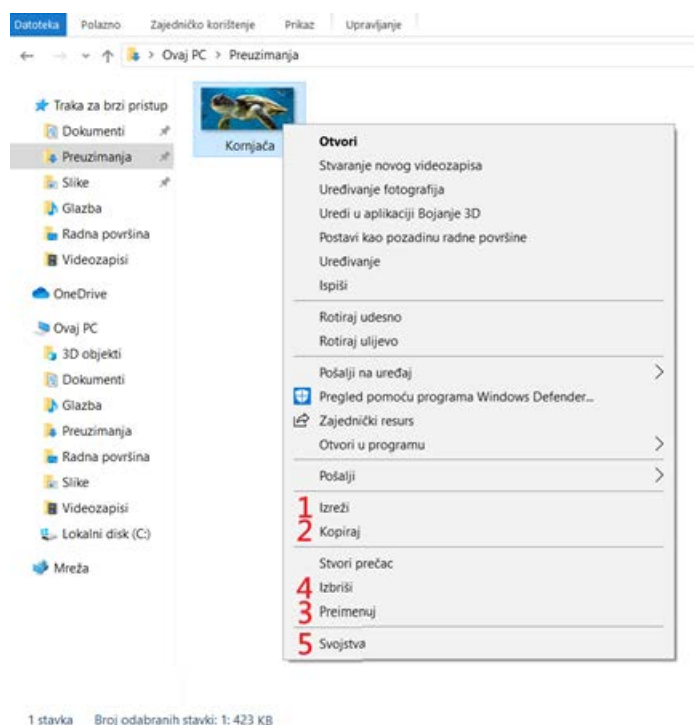 Datoteka Polazno Zajedničko korištenje Prikaz Upravljanje
Ovaj PC > Preuzimanja
Traka za brzi pristup
Dokumenti
Preuzimanja
Slike
Glazba
Radna površina
Videozapisi
OneDrive
Ovaj PC
3D objekti
Dokumenti
Glazba
Preuzimanja
Radna površina
Slike
Videozapisi
Lokalni disk (C:)
Mreža
Kornjača
Otvori
Stvaranje novog videozapisa
Uređivanje fotografija
Uredi u aplikaciji Bojanje 3D
Postavi kao pozadinu radne površine
Uređivanje
Ispiši
Rotiraj udesno
Rotiraj ulijevo
Pošalji na uređaj
Pregled pomoću programa Windows Defender...
Zajednički resurs
Otvori u programu
Pošalji
1 Izreži
2 Kopiraj
Stvori prečac
4 Izbriši
3 Preimenuj
5 Svojstva
1 stavka Broj odabranih stavki: 1: 423 KB